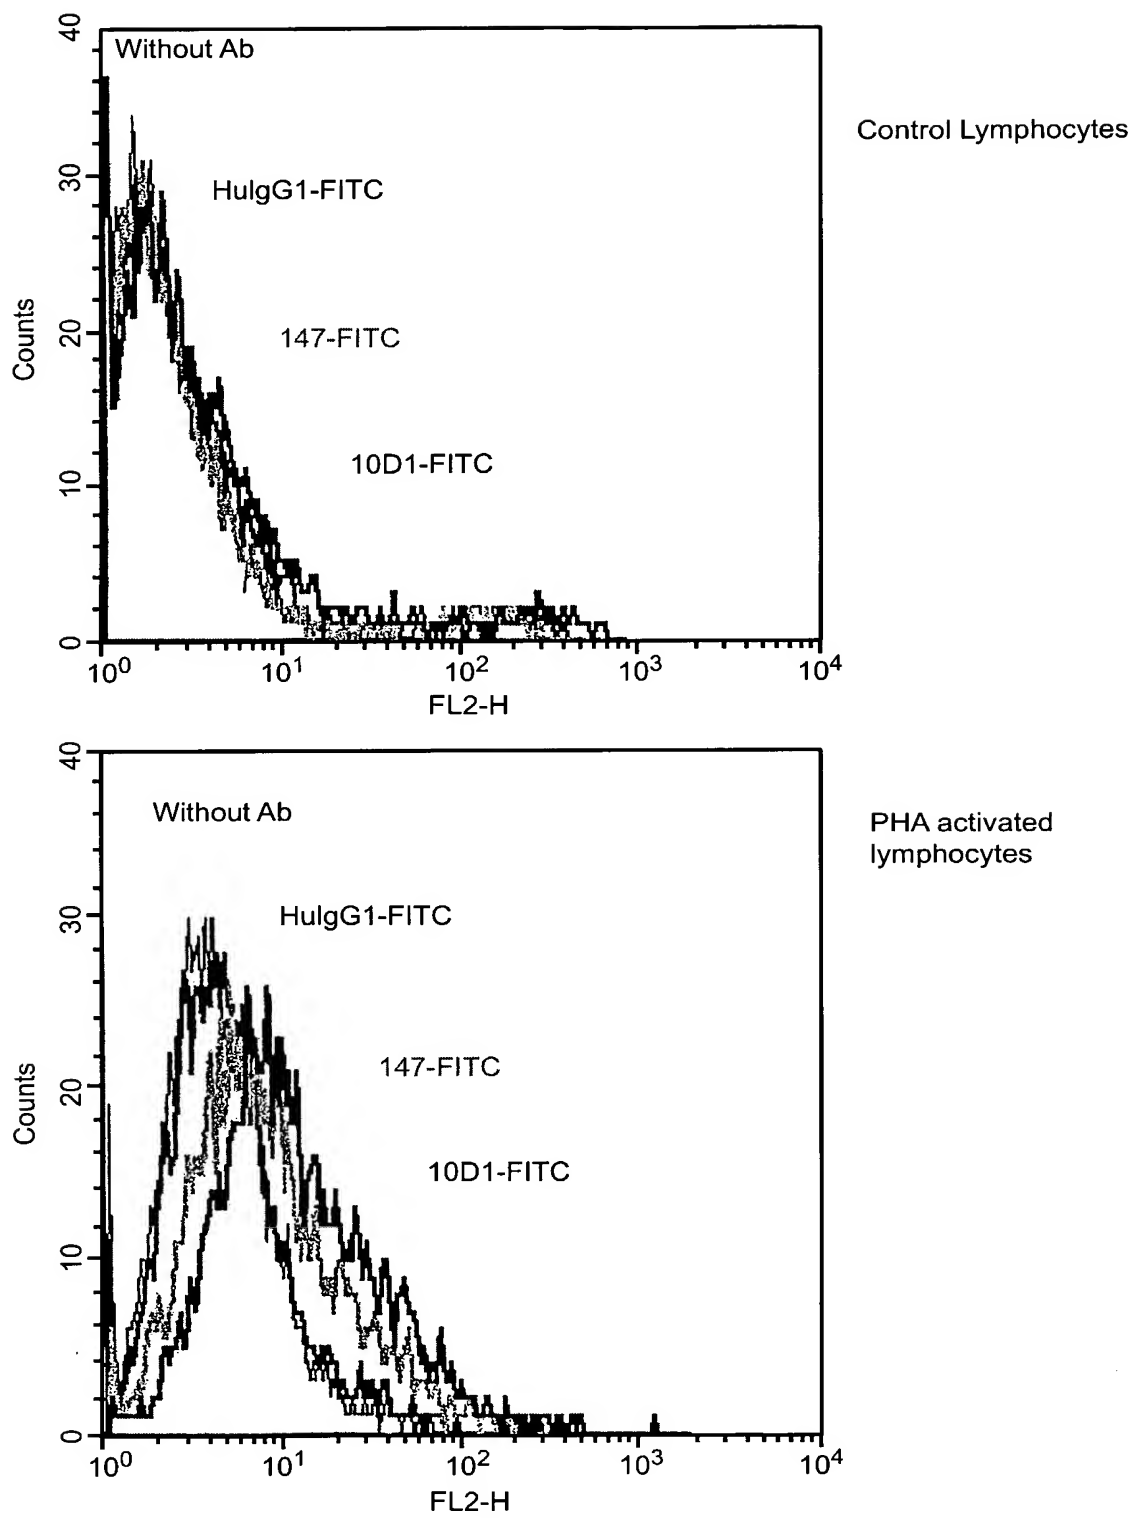 40
Without Ab
Control Lymphocytes
30
HuIgG1-FITC
20
147-FITC
Counts
10
10D1-FITC
0
10^0
10^1
10^2
10^3
10^4
FL2-H
40
Without Ab
PHA activated
lymphocytes
30
HuIgG1-FITC
20
147-FITC
Counts
10D1-FITC
10
0
10^0
10^1
10^2
10^3
10^4
FL2-H